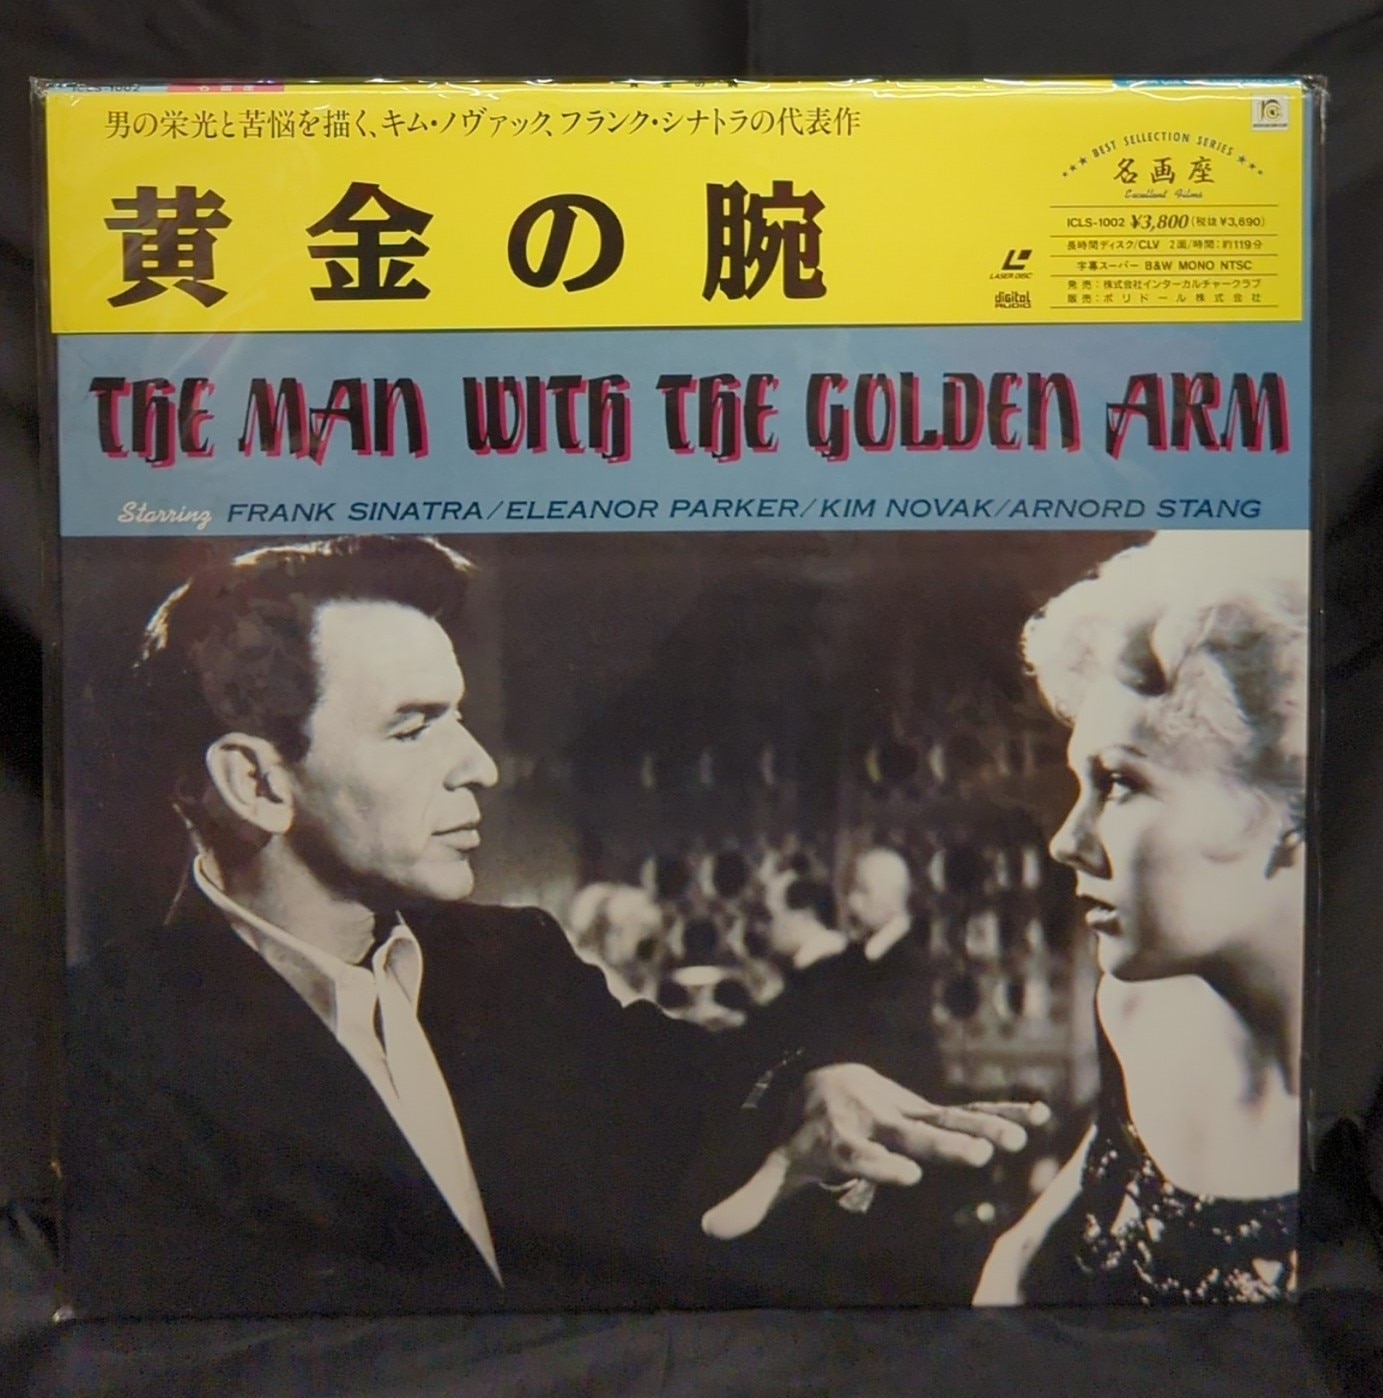 ICLS-1002
黄金の腕
男の栄光と苦悩を描く、キム・ノヴァック、フランク・シナトラの代表作
黄金の腕
BEST SELLECTION SERIES
名画座
Excellent Films
ICLS-1002 ¥3,800(税抜¥3,690)
長時間ディスク/CLV 2面/時間:約119分
字幕スーパー B&W MONO NTSC
発売:株式会社インターカルチャークラブ
販売:ポリドール株式会社
LASER DISC
digital AUDIO
THE MAN WITH THE GOLDEN ARM
Starring FRANK SINATRA/ELEANOR PARKER/KIM NOVAK/ARNORD STANG